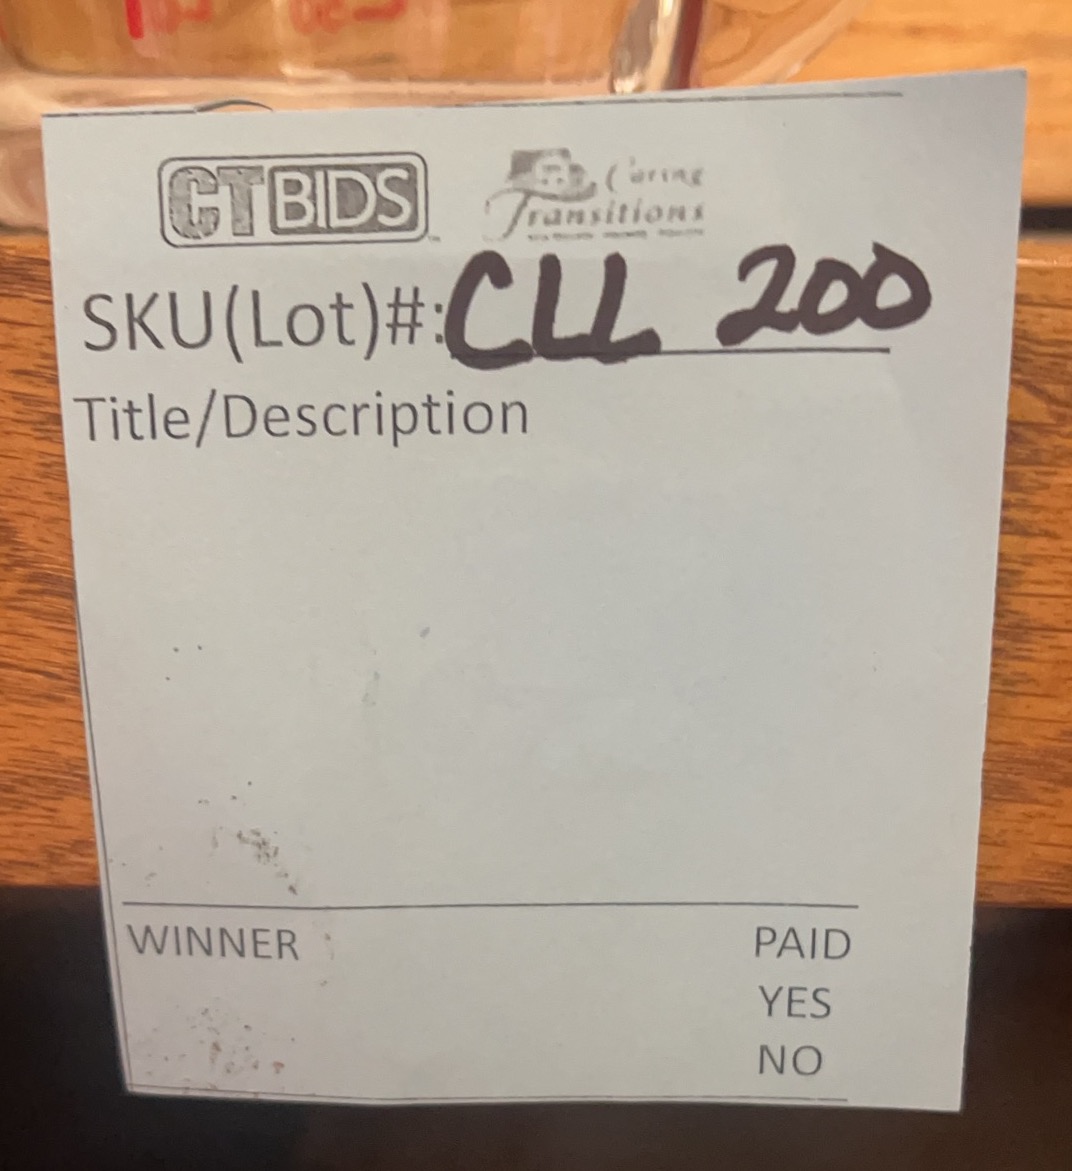 CTBIDS Caring
Transitions
SKU(Lot)#: CLL 200
Title/Description
WINNER PAID
YES
NO